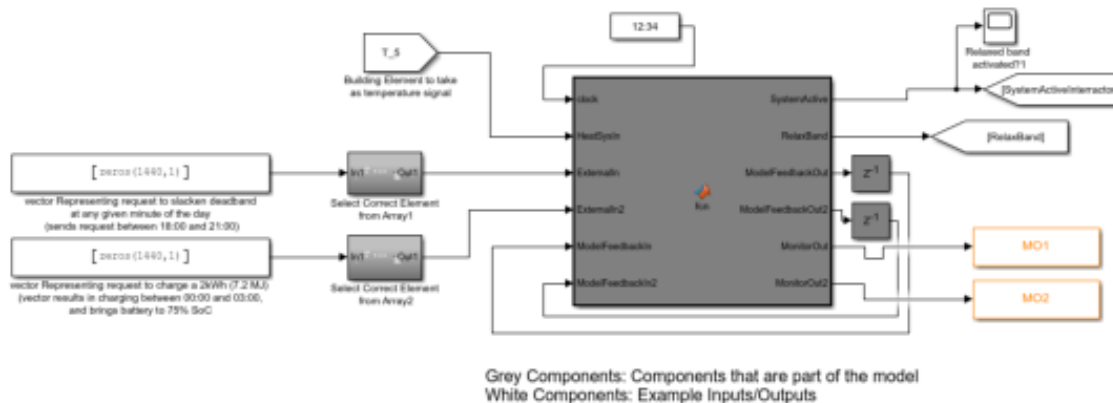 12:34
T_5
Building Element to take
as temperature signal
Relaxed band
activated?1
[SystemActiveInterractor
[RelaxBand]
clock
HeatSysIn
ExternalIn
ExternalIn2
ModelFeedbackIn
ModelFeedbackIn2
fcn
SystemActive
RelaxBand
ModelFeedbackOut
ModelFeedbackOut2
MonitorOut
MonitorOut2
z-1
z-1
MO1
MO2
[zeros(1440,1)]
vector Representing request to slacken deadband
at any given minute of the day
(sends request between 18:00 and 21:00)
In1 Out1
Select Correct Element
from Array1
[zeros(1440,1)]
vector Representing request to charge a 2kWh (7.2 MJ)
(vector results in charging between 00:00 and 03:00,
and brings battery to 75% SoC
In1 Out1
Select Correct Element
from Array2
Grey Components: Components that are part of the model
White Components: Example Inputs/Outputs